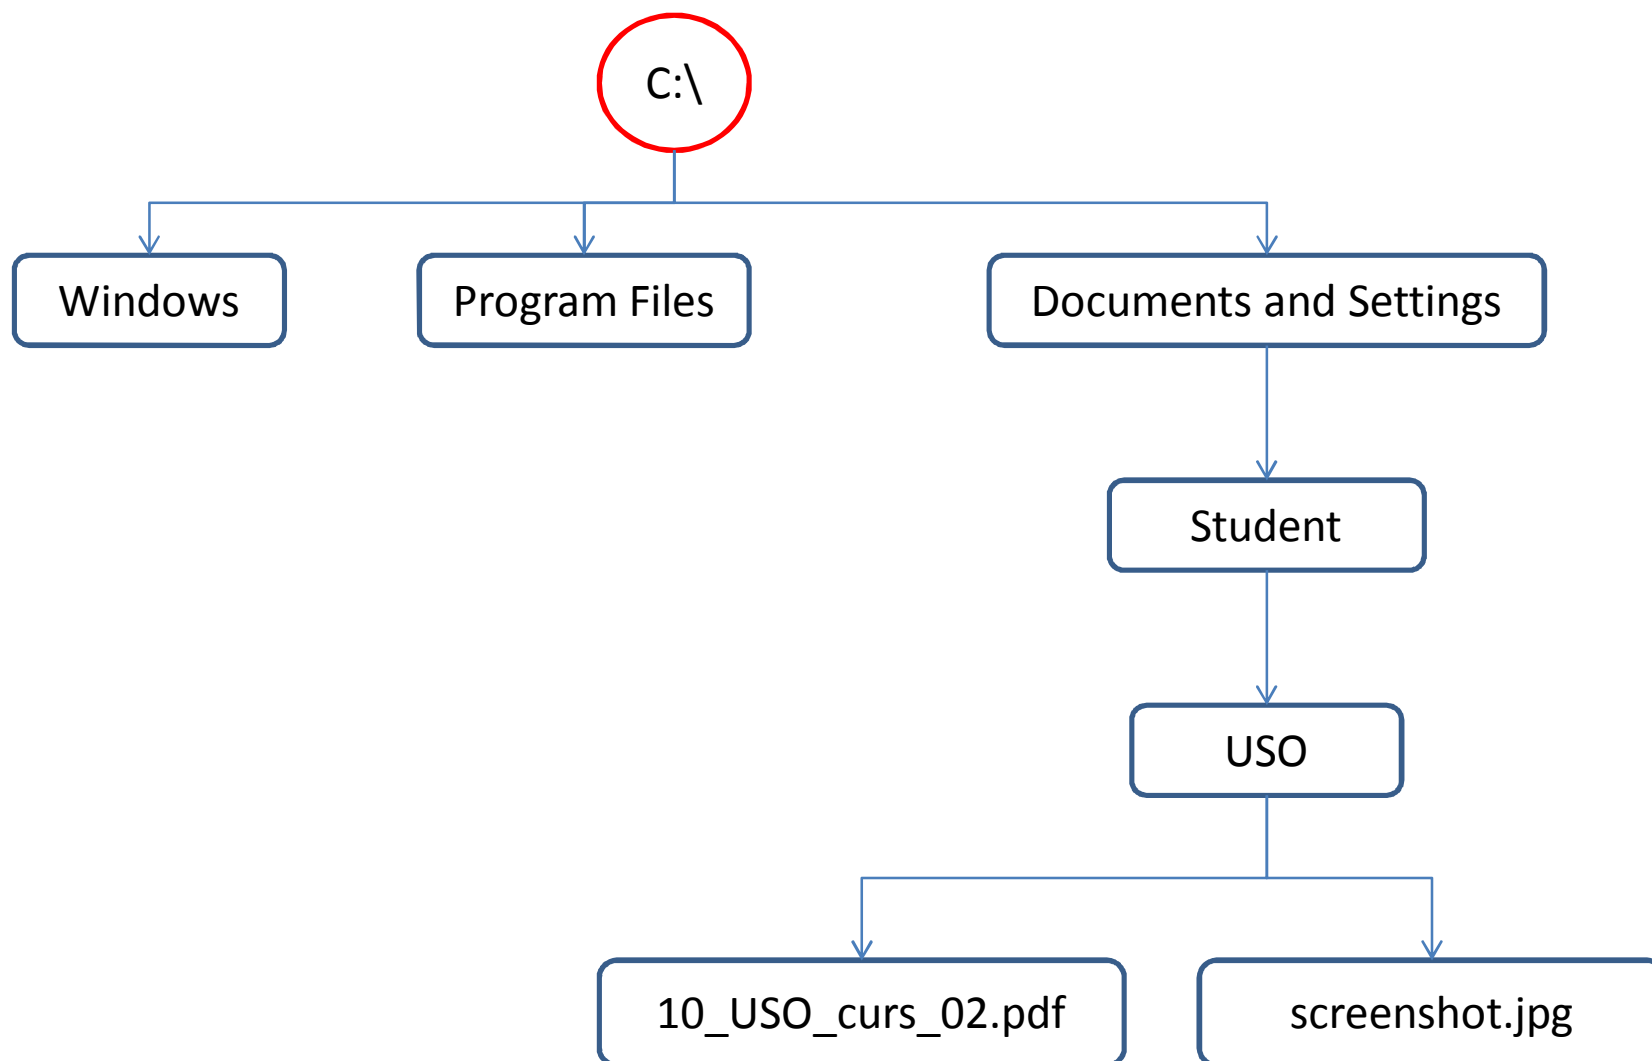 C:\
Windows
Program Files
Documents and Settings
Student
USO
10_USO_curs_02.pdf
screenshot.jpg